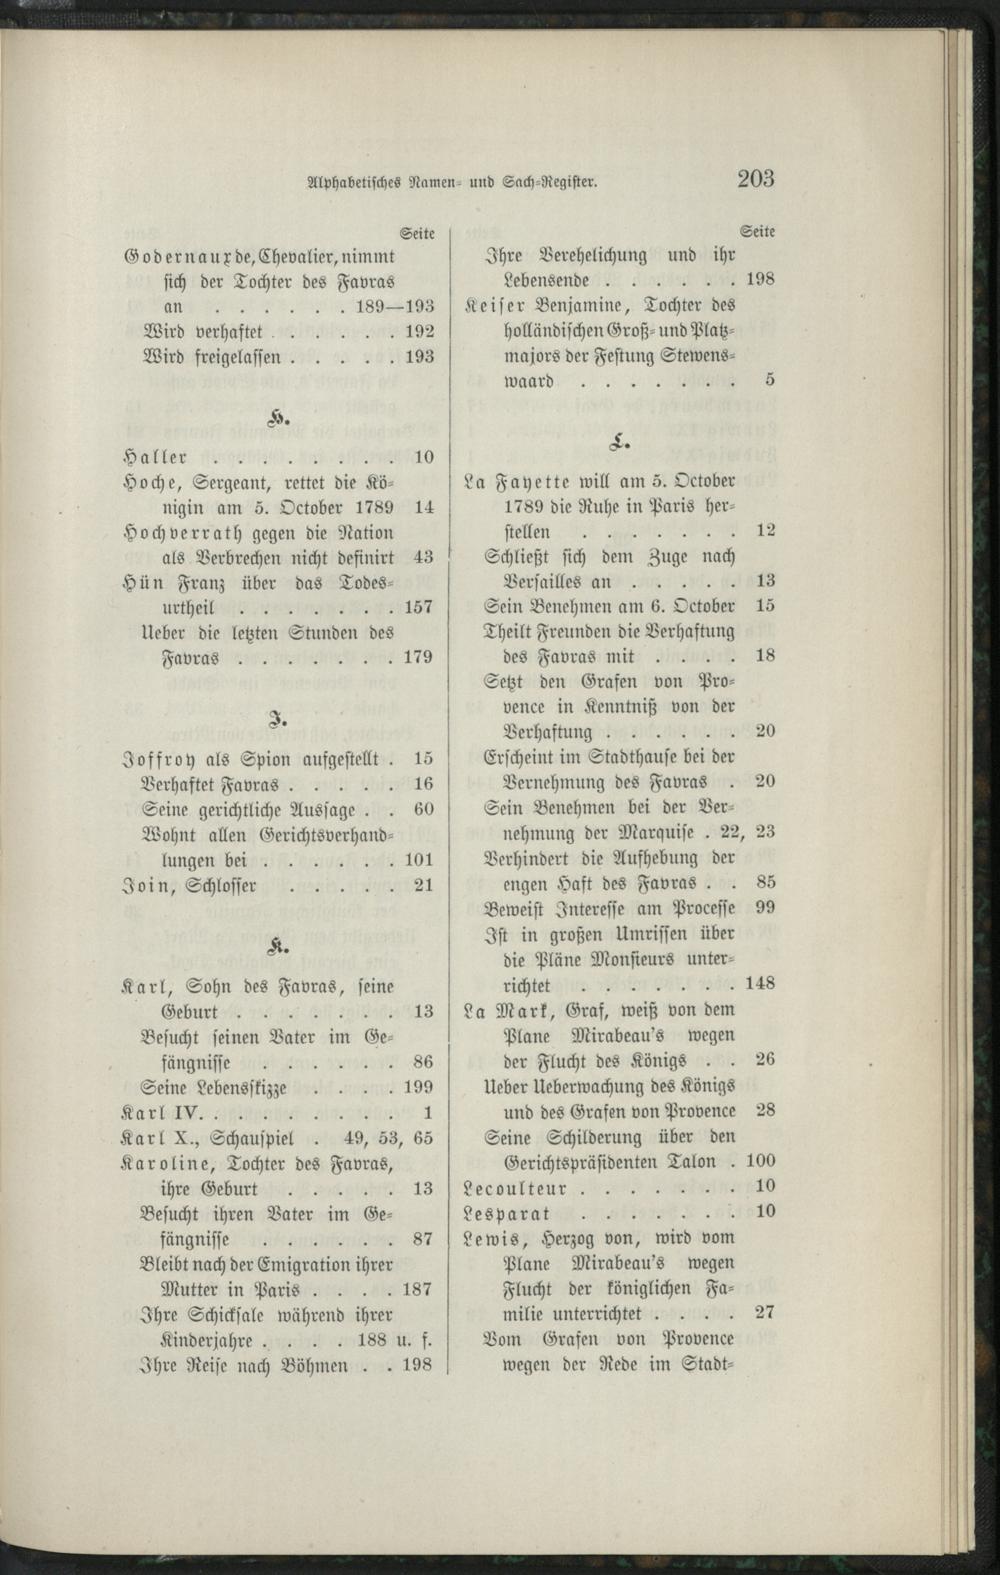 Alphabetisches Namen- und Sach-Register. 203
Seite
Godernaux de, Chevalier, nimmt
sich der Tochter des Favras
an . . . . . . 189—193
Wird verhaftet . . . . . . 192
Wird freigelassen . . . . . 193
H.
Haller . . . . . . . . 10
Hoche, Sergeant, rettet die Kö-
nigin am 5. October 1789 14
Hochverrath gegen die Nation
als Verbrechen nicht definirt 43
Hün Franz über das Todes-
urtheil . . . . . . . 157
Ueber die letzten Stunden des
Favras . . . . . . . 179
J.
Joffroy als Spion aufgestellt . 15
Verhaftet Favras . . . . . 16
Seine gerichtliche Aussage . . 60
Wohnt allen Gerichtsverhand-
lungen bei . . . . . . 101
Join, Schlosser . . . . . 21
K.
Karl, Sohn des Favras, seine
Geburt . . . . . . . 13
Besucht seinen Vater im Ge-
fängnisse . . . . . . 86
Seine Lebensskizze . . . . 199
Karl IV. . . . . . . . . 1
Karl X., Schauspiel . 49, 53, 65
Karoline, Tochter des Favras,
ihre Geburt . . . . . 13
Besucht ihren Vater im Ge-
fängnisse . . . . . . 87
Bleibt nach der Emigration ihrer
Mutter in Paris . . . . 187
Ihre Schicksale während ihrer
Kinderjahre . . . . 188 u. f.
Ihre Reise nach Böhmen . . 198
Seite
Ihre Verehelichung und ihr
Lebensende . . . . . . 198
Keiser Benjamine, Tochter des
holländischen Groß- und Platz-
majors der Festung Stewens-
waard . . . . . . . 5
L.
La Fayette will am 5. October
1789 die Ruhe in Paris her-
stellen . . . . . . . 12
Schließt sich dem Zuge nach
Versailles an . . . . . 13
Sein Benehmen am 6. October 15
Theilt Freunden die Verhaftung
des Favras mit . . . . 18
Setzt den Grafen von Pro-
vence in Kenntniß von der
Verhaftung . . . . . . 20
Erscheint im Stadthause bei der
Vernehmung des Favras . 20
Sein Benehmen bei der Ver-
nehmung der Marquise . 22, 23
Verhindert die Aufhebung der
engen Haft des Favras . . 85
Beweist Interesse am Processe 99
Ist in großen Umrissen über
die Pläne Monsieurs unter-
richtet . . . . . . . 148
La Mark, Graf, weiß von dem
Plane Mirabeau's wegen
der Flucht des Königs . . 26
Ueber Ueberwachung des Königs
und des Grafen von Provence 28
Seine Schilderung über den
Gerichtspräsidenten Talon . 100
Lecoulteur . . . . . . . 10
Lesparat . . . . . . . 10
Lewis, Herzog von, wird vom
Plane Mirabeau's wegen
Flucht der königlichen Fa-
milie unterrichtet . . . . 27
Vom Grafen von Provence
wegen der Rede im Stadt-